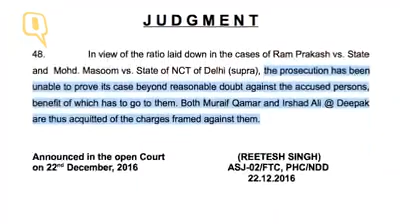 Q
JUDGMENT
48. In view of the ratio laid down in the cases of Ram Prakash vs. State
and Mohd. Masoom vs. State of NCT of Delhi (supra), the prosecution has been
unable to prove its case beyond reasonable doubt against the accused persons,
benefit of which has to go to them. Both Muraif Qamar and Irshad Ali @ Deepak
are thus acquitted of the charges framed against them.
Announced in the open Court (REETESH SINGH)
on 22nd December, 2016 ASJ-02/FTC, PHC/NDD
22.12.2016